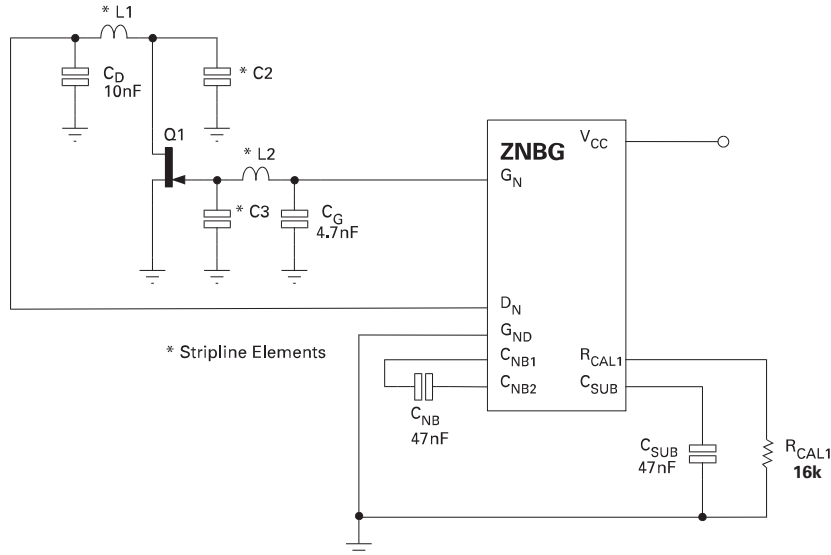 * L1
C_D
10nF
* C2
Q1
* L2
* C3
C_G
4.7nF
ZNBG
V_CC
G_N
D_N
G_ND
C_NB1
R_CAL1
C_NB2
C_SUB
* Stripline Elements
C_NB
47nF
C_SUB
47nF
R_CAL1
16k